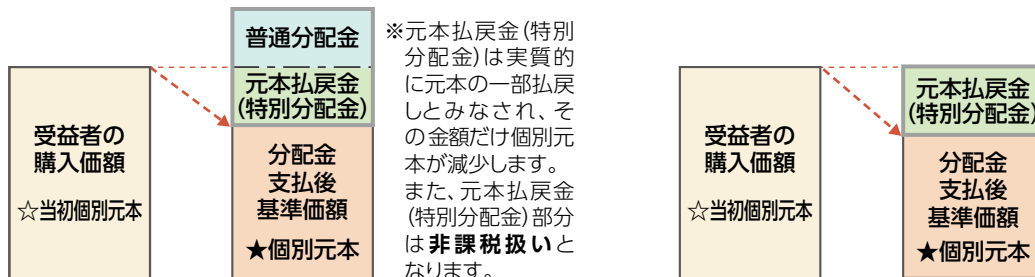 受益者の
購入価額
☆当初個別元本
普通分配金
元本払戻金
(特別分配金)
分配金
支払後
基準価額
★個別元本
※元本払戻金(特別
分配金)は実質的
に元本の一部払戻
しとみなされ、そ
の金額だけ個別元
本が減少します。
また、元本払戻金
(特別分配金)部分
は非課税扱いと
なります。
受益者の
購入価額
☆当初個別元本
元本払戻金
(特別分配金)
分配金
支払後
基準価額
★個別元本